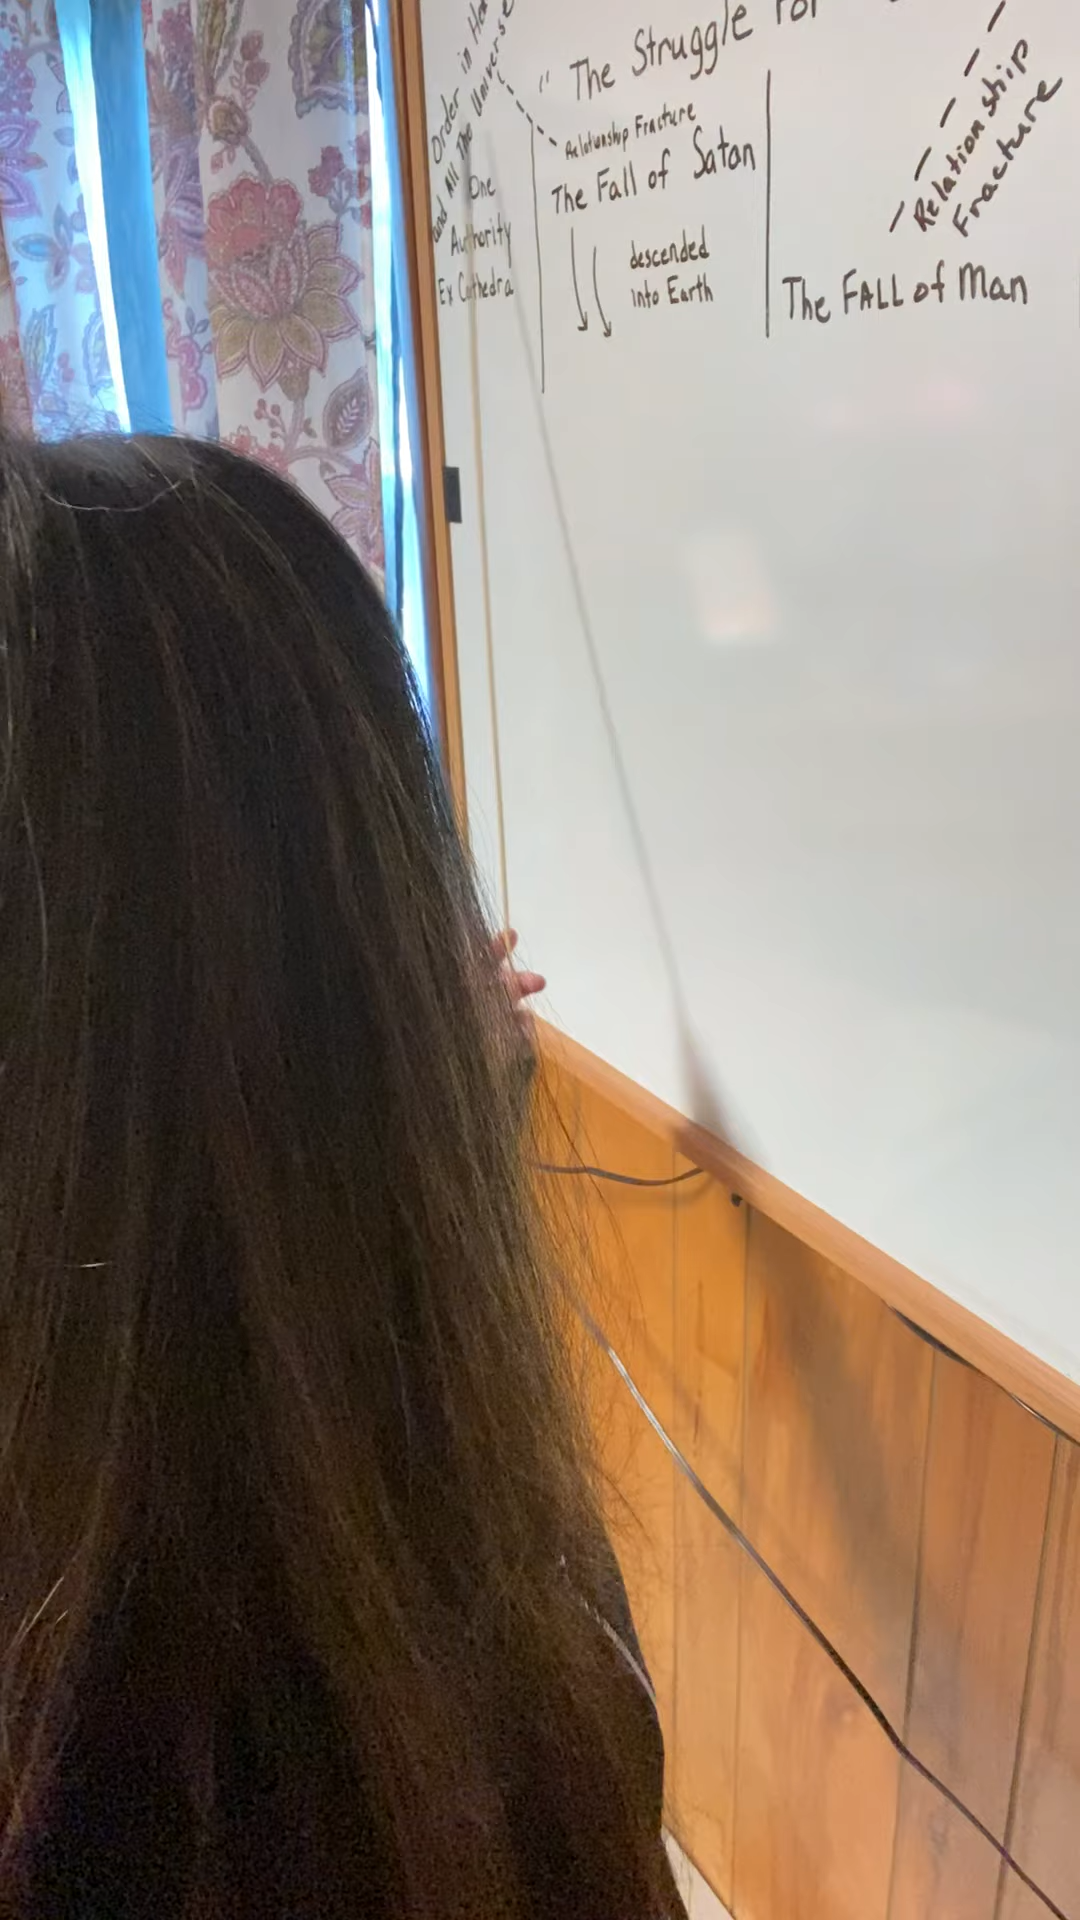 "The Struggle For
Order in
and All The Universe
One
Authority
Ex Cathedra
Relationship Fracture
The Fall of Satan
descended
into Earth
Relationship
Fracture
The FALL of Man